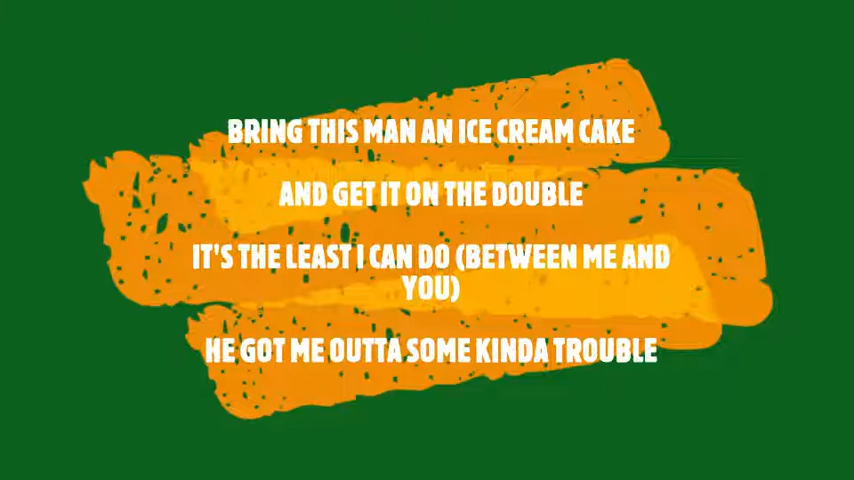 BRING THIS MAN AN ICE CREAM CAKE
AND GET IT ON THE DOUBLE
IT'S THE LEAST I CAN DO (BETWEEN ME AND
YOU)
HE GOT ME OUTTA SOME KINDA TROUBLE